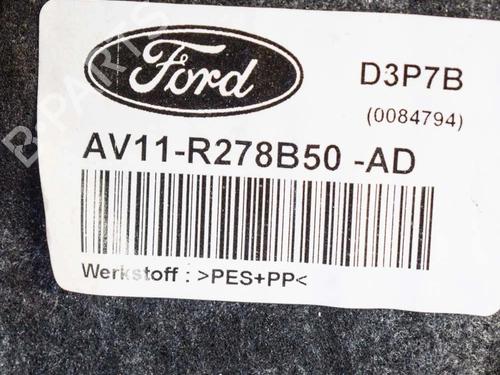 Ford
D3P7B
(0084794)
AV11-R278B50 -AD
Werkstoff : >PES+PP<
B-PARTS